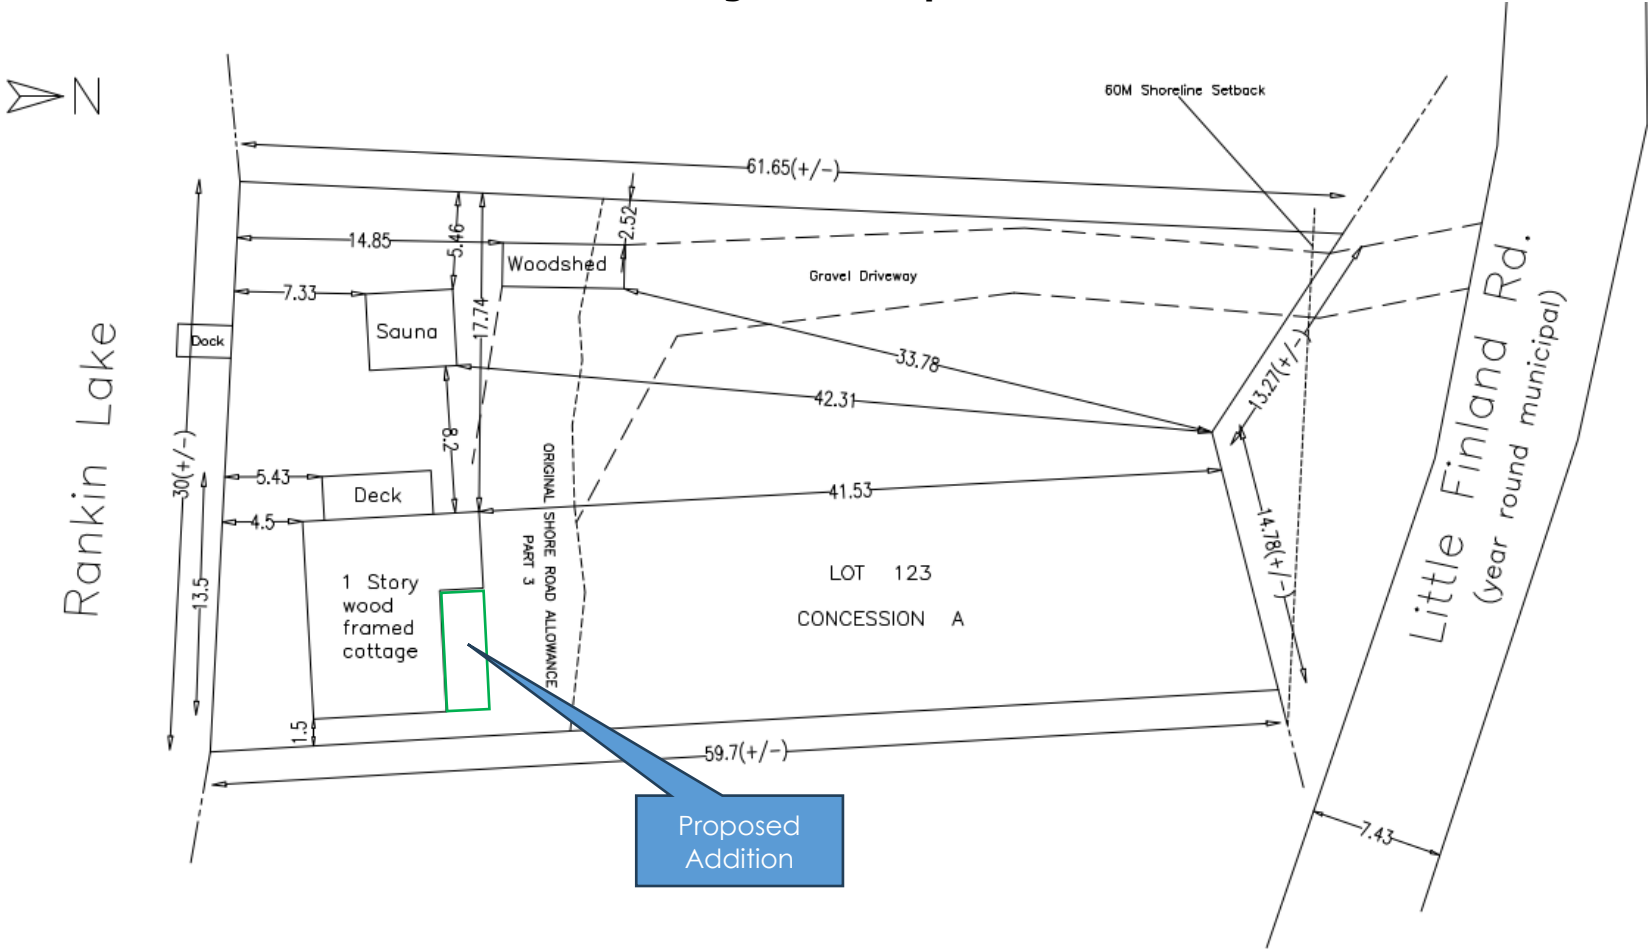 N
60M Shoreline Setback
61.65(+/-)
2.52
14.85
5.46
Woodshed
Gravel Driveway
7.33
17.74
Sauna
Dock
33.78
42.31
13.27(+/-)
8.2
Rankin Lake
30(+/-)
5.43
Deck
41.53
4.5
14.78(+/-)
ORIGINAL SHORE ROAD ALLOWANCE
PART 3
13.5
1 Story
wood
framed
cottage
LOT 123
CONCESSION A
Little Finland Rd.
(year round municipal)
1.5
59.7(+/-)
Proposed
Addition
7.43